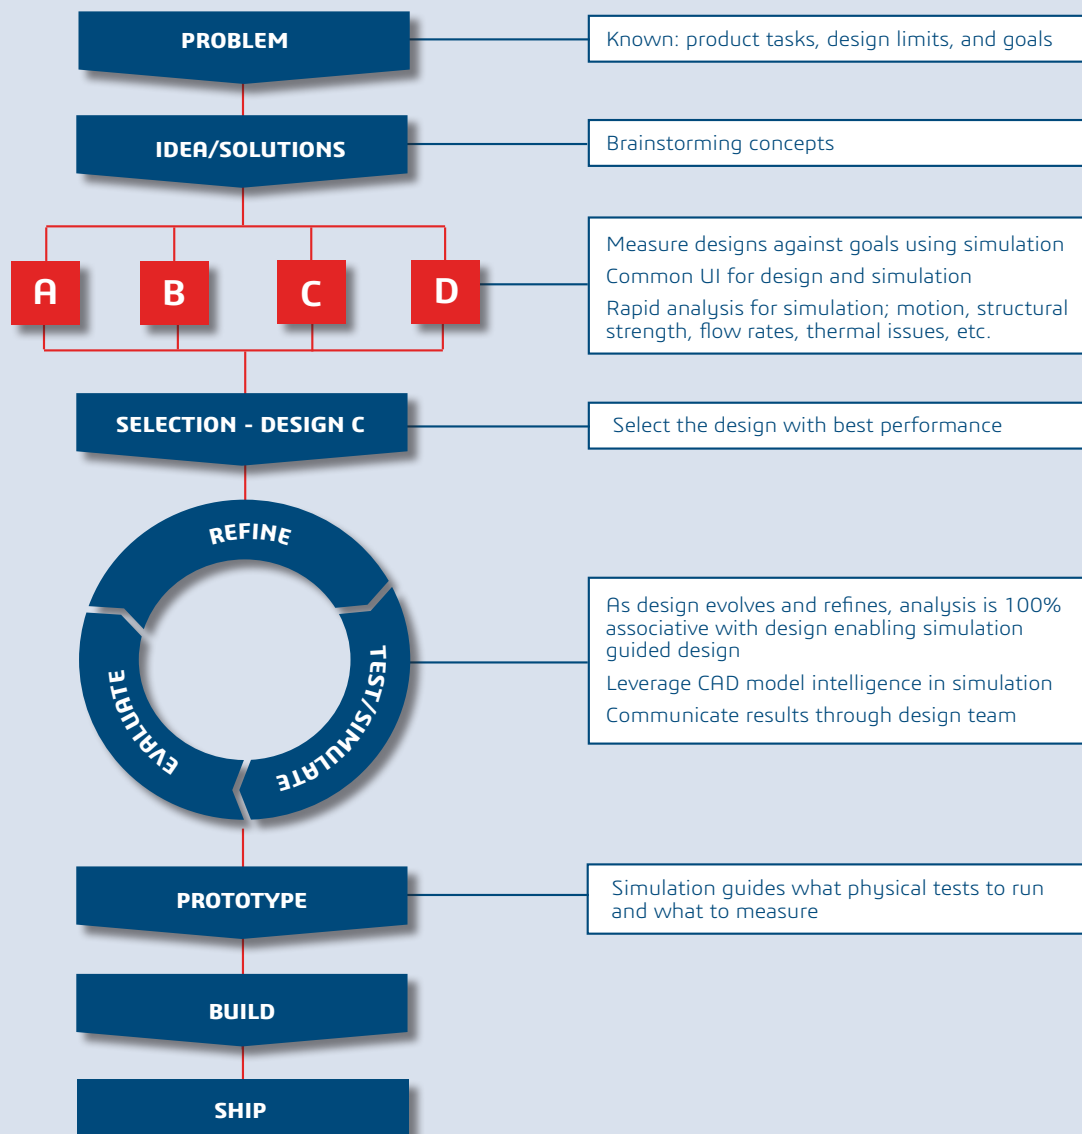 PROBLEM
Known: product tasks, design limits, and goals
IDEA/SOLUTIONS
Brainstorming concepts
A
B
C
D
Measure designs against goals using simulation
Common UI for design and simulation
Rapid analysis for simulation; motion, structural
strength, flow rates, thermal issues, etc.
SELECTION - DESIGN C
Select the design with best performance
REFINE
TEST/SIMULATE
EVALUATE
As design evolves and refines, analysis is 100%
associative with design enabling simulation
guided design
Leverage CAD model intelligence in simulation
Communicate results through design team
PROTOTYPE
Simulation guides what physical tests to run
and what to measure
BUILD
SHIP